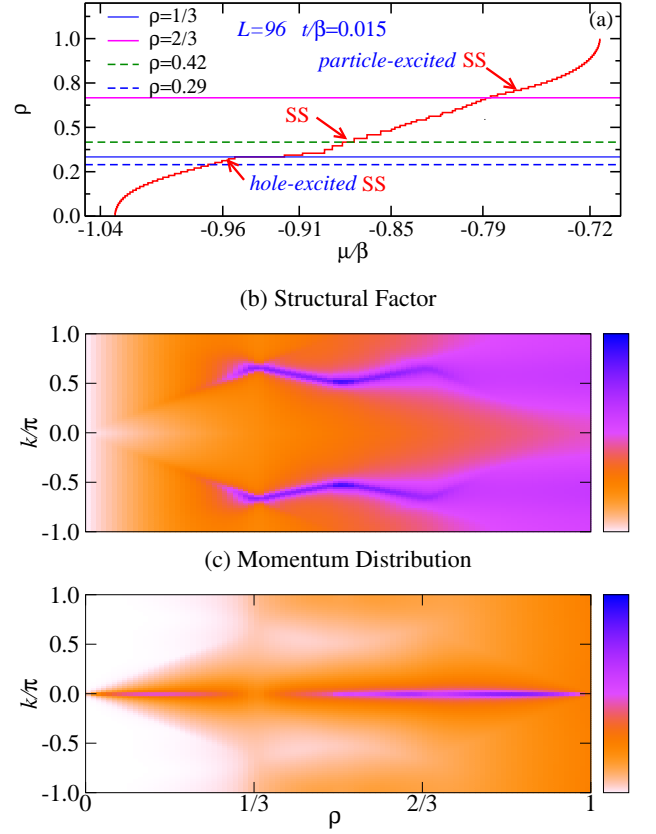 (a)
ρ=1/3
ρ=2/3
ρ=0.42
ρ=0.29
L=96 t/β=0.015
particle-excited SS
SS
hole-excited SS
1.0
0.8
0.5
0.2
0.0
ρ
-1.04 -0.96 -0.91 -0.85 -0.79 -0.72
μ/β
(b) Structural Factor
1.0
0.5
0.0
-0.5
-1.0
k/π
(c) Momentum Distribution
1.0
0.5
0.0
-0.5
-1.0
k/π
0 1/3 2/3 1
ρ